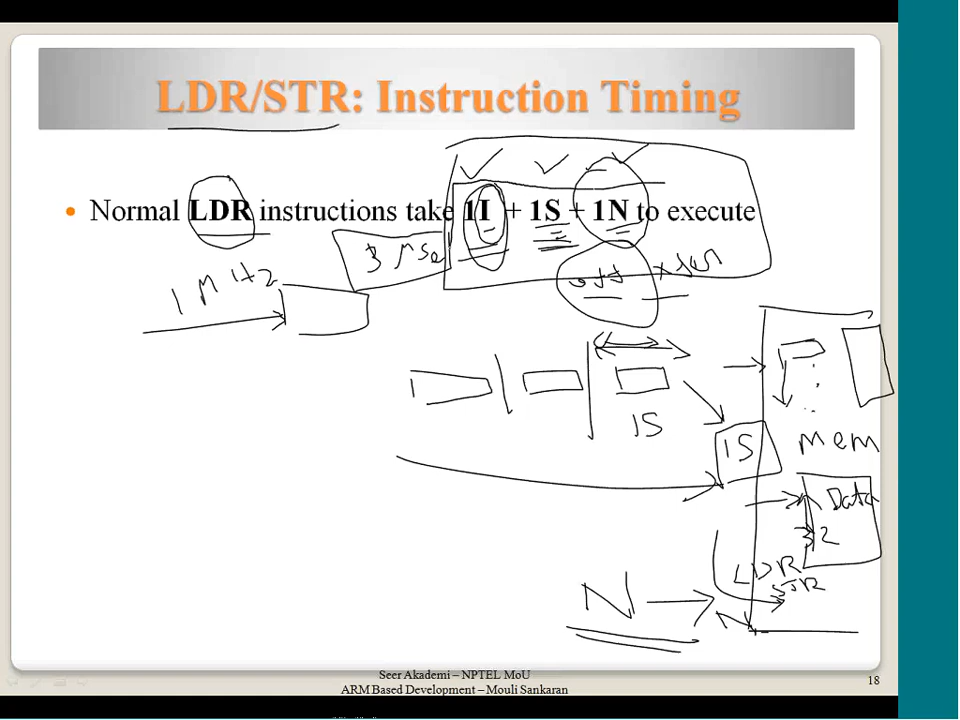 LDR/STR: Instruction Timing
• Normal LDR instructions take 1I + 1S + 1N to execute
1 MHz
3 μse
1S
1S
mem
Data
32
LDR
STR
N
N
Seer Akademi – NPTEL MoU
ARM Based Development – Mouli Sankaran
18